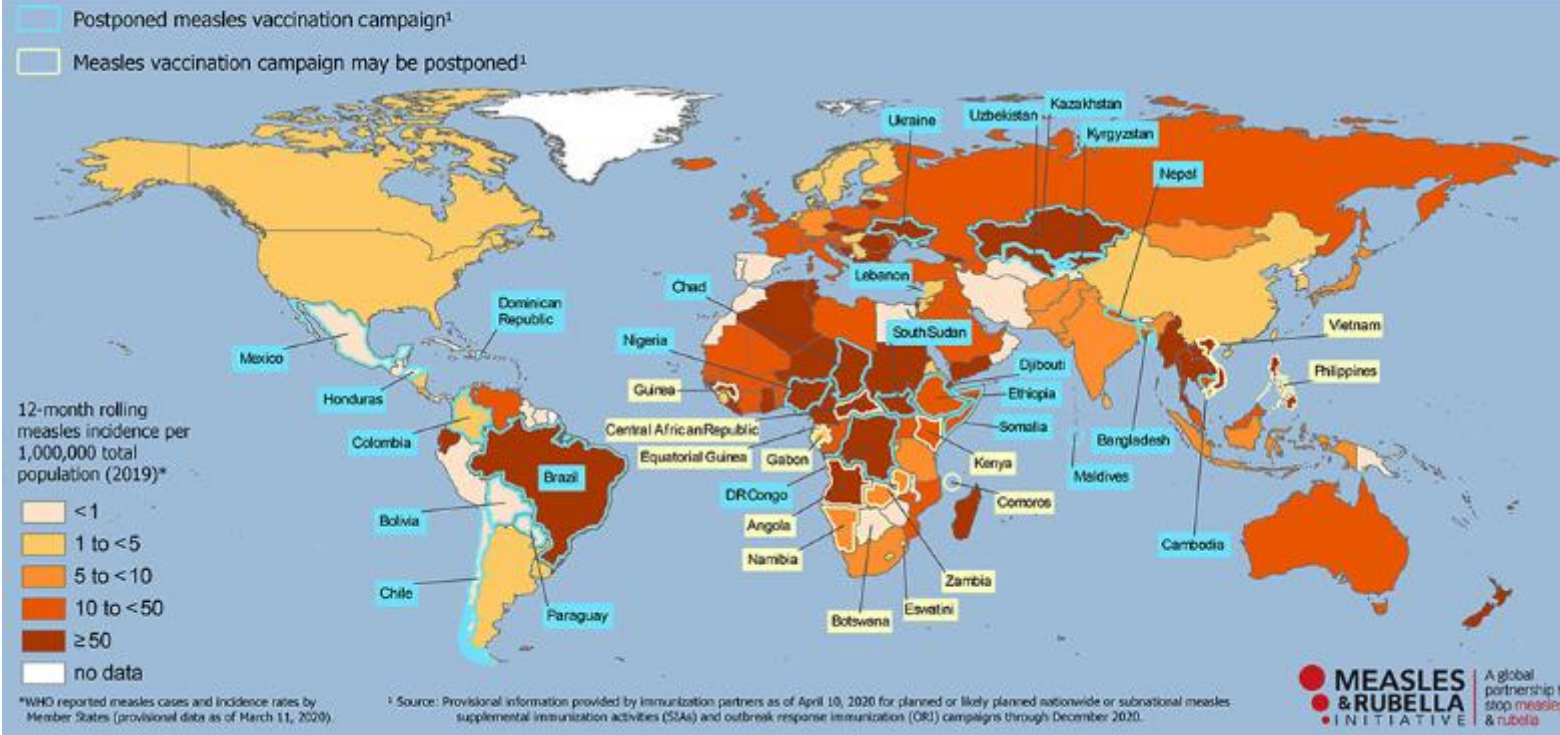 Postponed measles vaccination campaign¹
Measles vaccination campaign may be postponed¹
Kazakhstan
Uzbekistan
Ukraine
Kyrgyzstan
Nepal
Lebanon
Chad
Dominican
Republic
South Sudan
Vietnam
Nigeria
Mexico
Djibouti
Philippines
Guinea
Ethiopia
Honduras
12-month rolling
measles incidence per
1,000,000 total
population (2019)*
<1
1 to <5
5 to <10
10 to <50
≥50
no data
Somalia
Central African Republic
Colombia
Bangladesh
Equatorial Guinea
Gabon
Kenya
Brazil
Maldives
DR Congo
Comoros
Bolivia
Angola
Cambodia
Namibia
Zambia
Chile
Eswatini
Paraguay
Botswana
*WHO reported measles cases and incidence rates by
Member States (provisional data as of March 11, 2020).
¹ Source: Provisional information provided by immunization partners as of April 10, 2020 for planned or likely planned nationwide or subnational measles
supplemental immunization activities (SIAs) and outbreak response immunization (ORI) campaigns through December 2020.
MEASLES
& RUBELLA
INITIATIVE
A global
partnership t
stop measles
& rubella